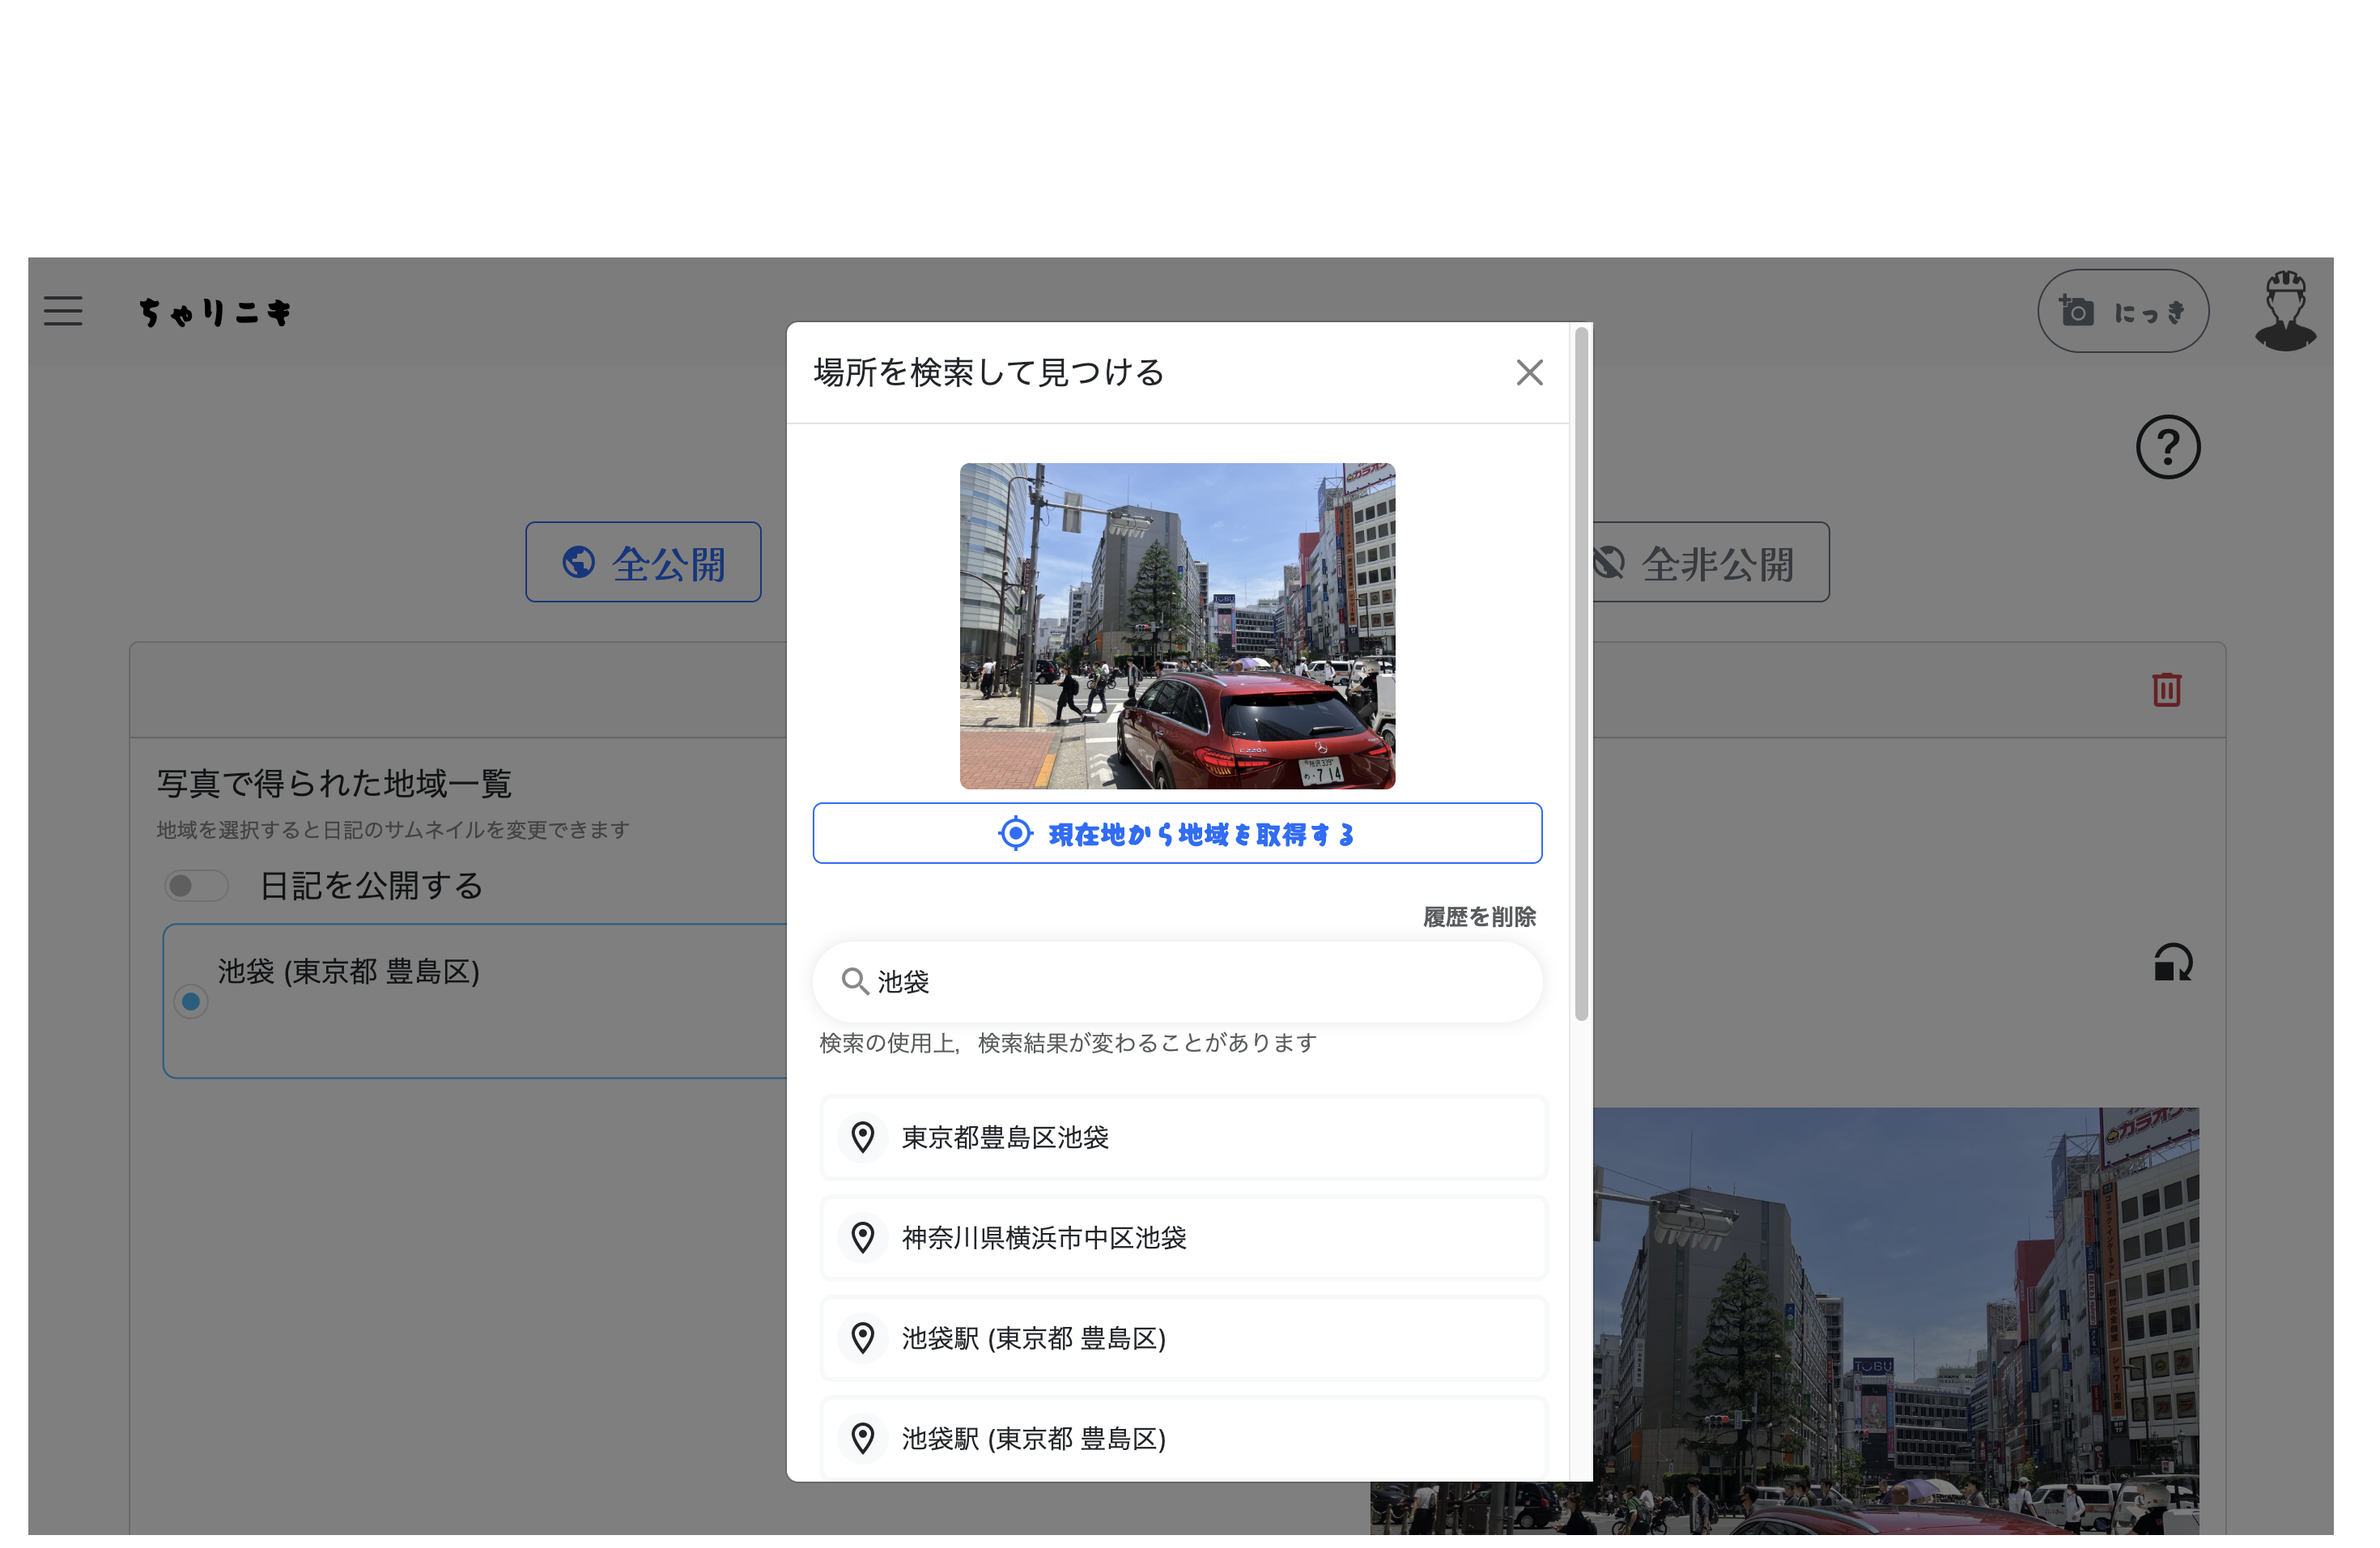 ちゃりニキ
にっき
場所を検索して見つける
全公開
全非公開
TOBU
714
現在地から地域を取得する
写真で得られた地域一覧
地域を選択すると日記のサムネイルを変更できます
日記を公開する
池袋 (東京都 豊島区)
履歴を削除
池袋
検索の使用上, 検索結果が変わることがあります
東京都豊島区池袋
神奈川県横浜市中区池袋
池袋駅 (東京都 豊島区)
池袋駅 (東京都 豊島区)
カラオケ
TOBU